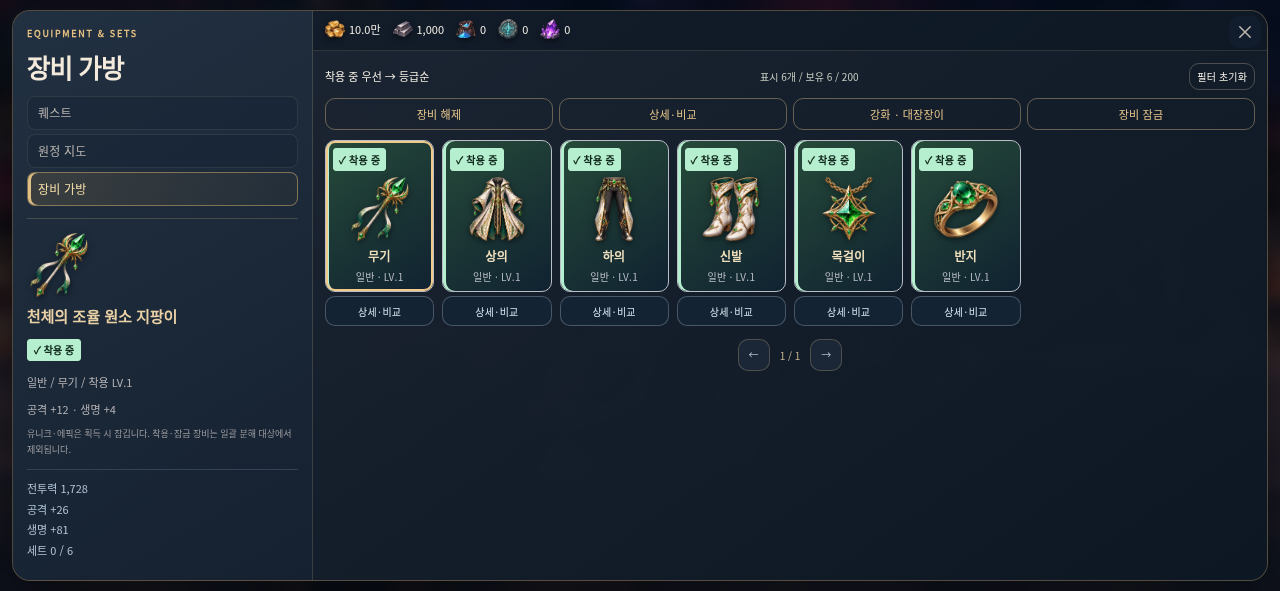 EQUIPMENT & SETS
장비 가방
퀘스트
원정 지도
장비 가방
천체의 조율 원소 지팡이
✓ 착용 중
일반 / 무기 / 착용 LV.1
공격 +12 · 생명 +4
유니크·에픽은 획득 시 잠깁니다. 착용·잠금 장비는 일괄 분해 대상에서
제외됩니다.
전투력 1,728
공격 +26
생명 +81
세트 0 / 6
10.0만 1,000 0 0 0
착용 중 우선 → 등급순 표시 6개 / 보유 6 / 200 필터 초기화
장비 해제 상세·비교 강화 · 대장장이 장비 잠금
✓ 착용 중 ✓ 착용 중 ✓ 착용 중 ✓ 착용 중 ✓ 착용 중 ✓ 착용 중
무기 상의 하의 신발 목걸이 반지
일반 · LV.1 일반 · LV.1 일반 · LV.1 일반 · LV.1 일반 · LV.1 일반 · LV.1
상세·비교 상세·비교 상세·비교 상세·비교 상세·비교 상세·비교
← 1 / 1 →